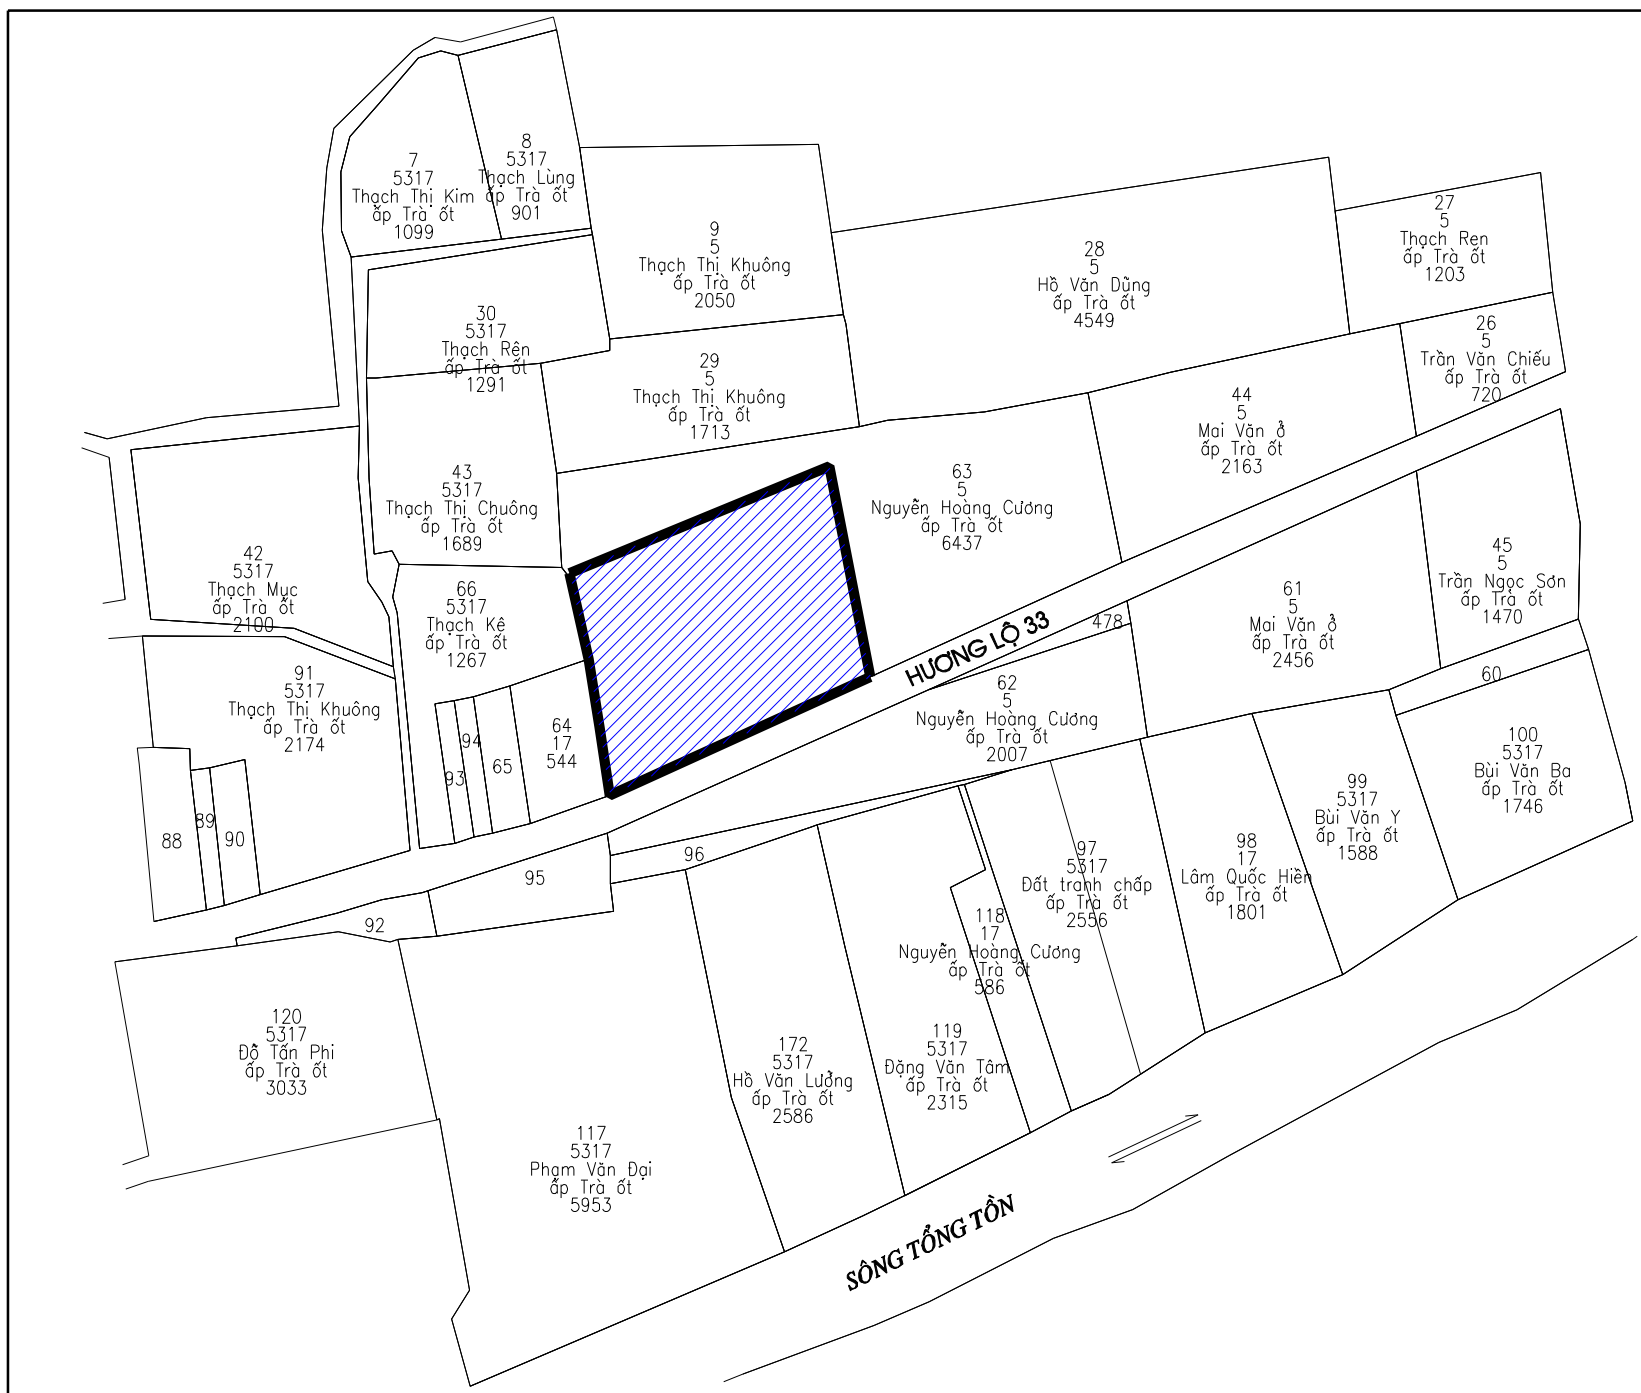 8
5317
Thạch Lùng
ấp Trà ốt
901
7
5317
Thạch Thị Kim
ấp Trà ốt
1099
9
5
Thạch Thị Khuông
ấp Trà ốt
2050
28
5
Hồ Văn Dũng
ấp Trà ốt
4549
27
5
Thạch Ren
ấp Trà ốt
1203
30
5317
Thạch Rên
ấp Trà ốt
1291
29
5
Thạch Thị Khuông
ấp Trà ốt
1713
26
5
Trần Văn Chiếu
ấp Trà ốt
720
44
5
Mai Văn ở
ấp Trà ốt
2163
43
5317
Thạch Thị Chuông
ấp Trà ốt
1689
63
5
Nguyễn Hoàng Cương
ấp Trà ốt
6437
42
5317
Thạch Mục
ấp Trà ốt
2100
66
5317
Thạch Kê
ấp Trà ốt
1267
45
5
Trần Ngọc Sơn
ấp Trà ốt
1470
61
5
Mai Văn ở
ấp Trà ốt
2456
478
HƯƠNG LỘ 33
60
91
5317
Thạch Thị Khuông
ấp Trà ốt
2174
62
5
Nguyễn Hoàng Cương
ấp Trà ốt
2007
64
17
544
94
93
65
100
5317
Bùi Văn Ba
ấp Trà ốt
1746
99
5317
Bùi Văn Y
ấp Trà ốt
1588
88
89
90
96
95
92
97
5317
Đất tranh chấp
ấp Trà ốt
2556
98
17
Lâm Quốc Hiền
ấp Trà ốt
1801
118
17
Nguyễn Hoàng Cương
ấp Trà ốt
586
120
5317
Đỗ Tấn Phi
ấp Trà ốt
3033
172
5317
Hồ Văn Lưỡng
ấp Trà ốt
2586
119
5317
Đặng Văn Tâm
ấp Trà ốt
2315
117
5317
Phạm Văn Đại
ấp Trà ốt
5953
SÔNG TỔNG TỒN